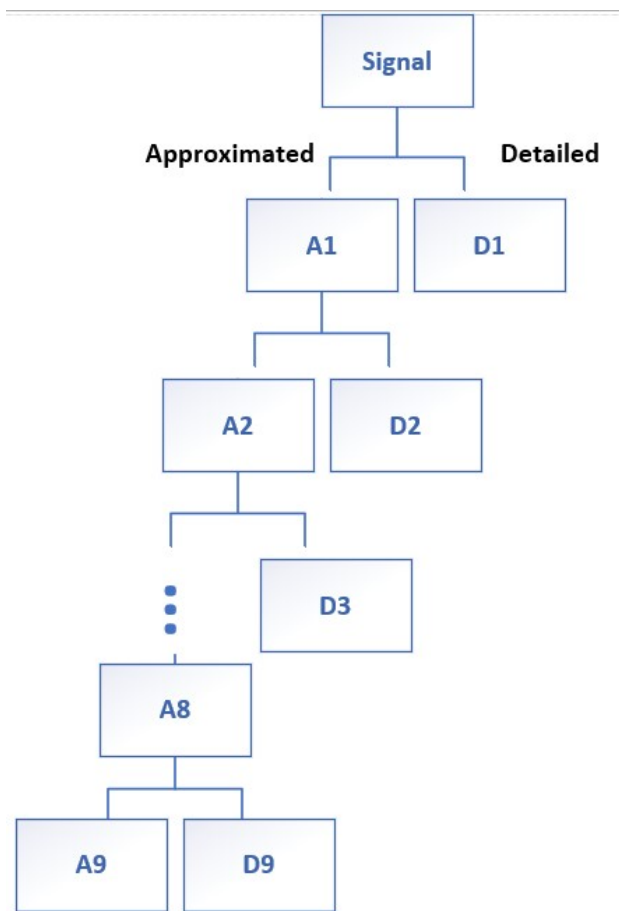 Signal
Approximated Detailed
A1 D1
A2 D2
D3
A8
A9 D9